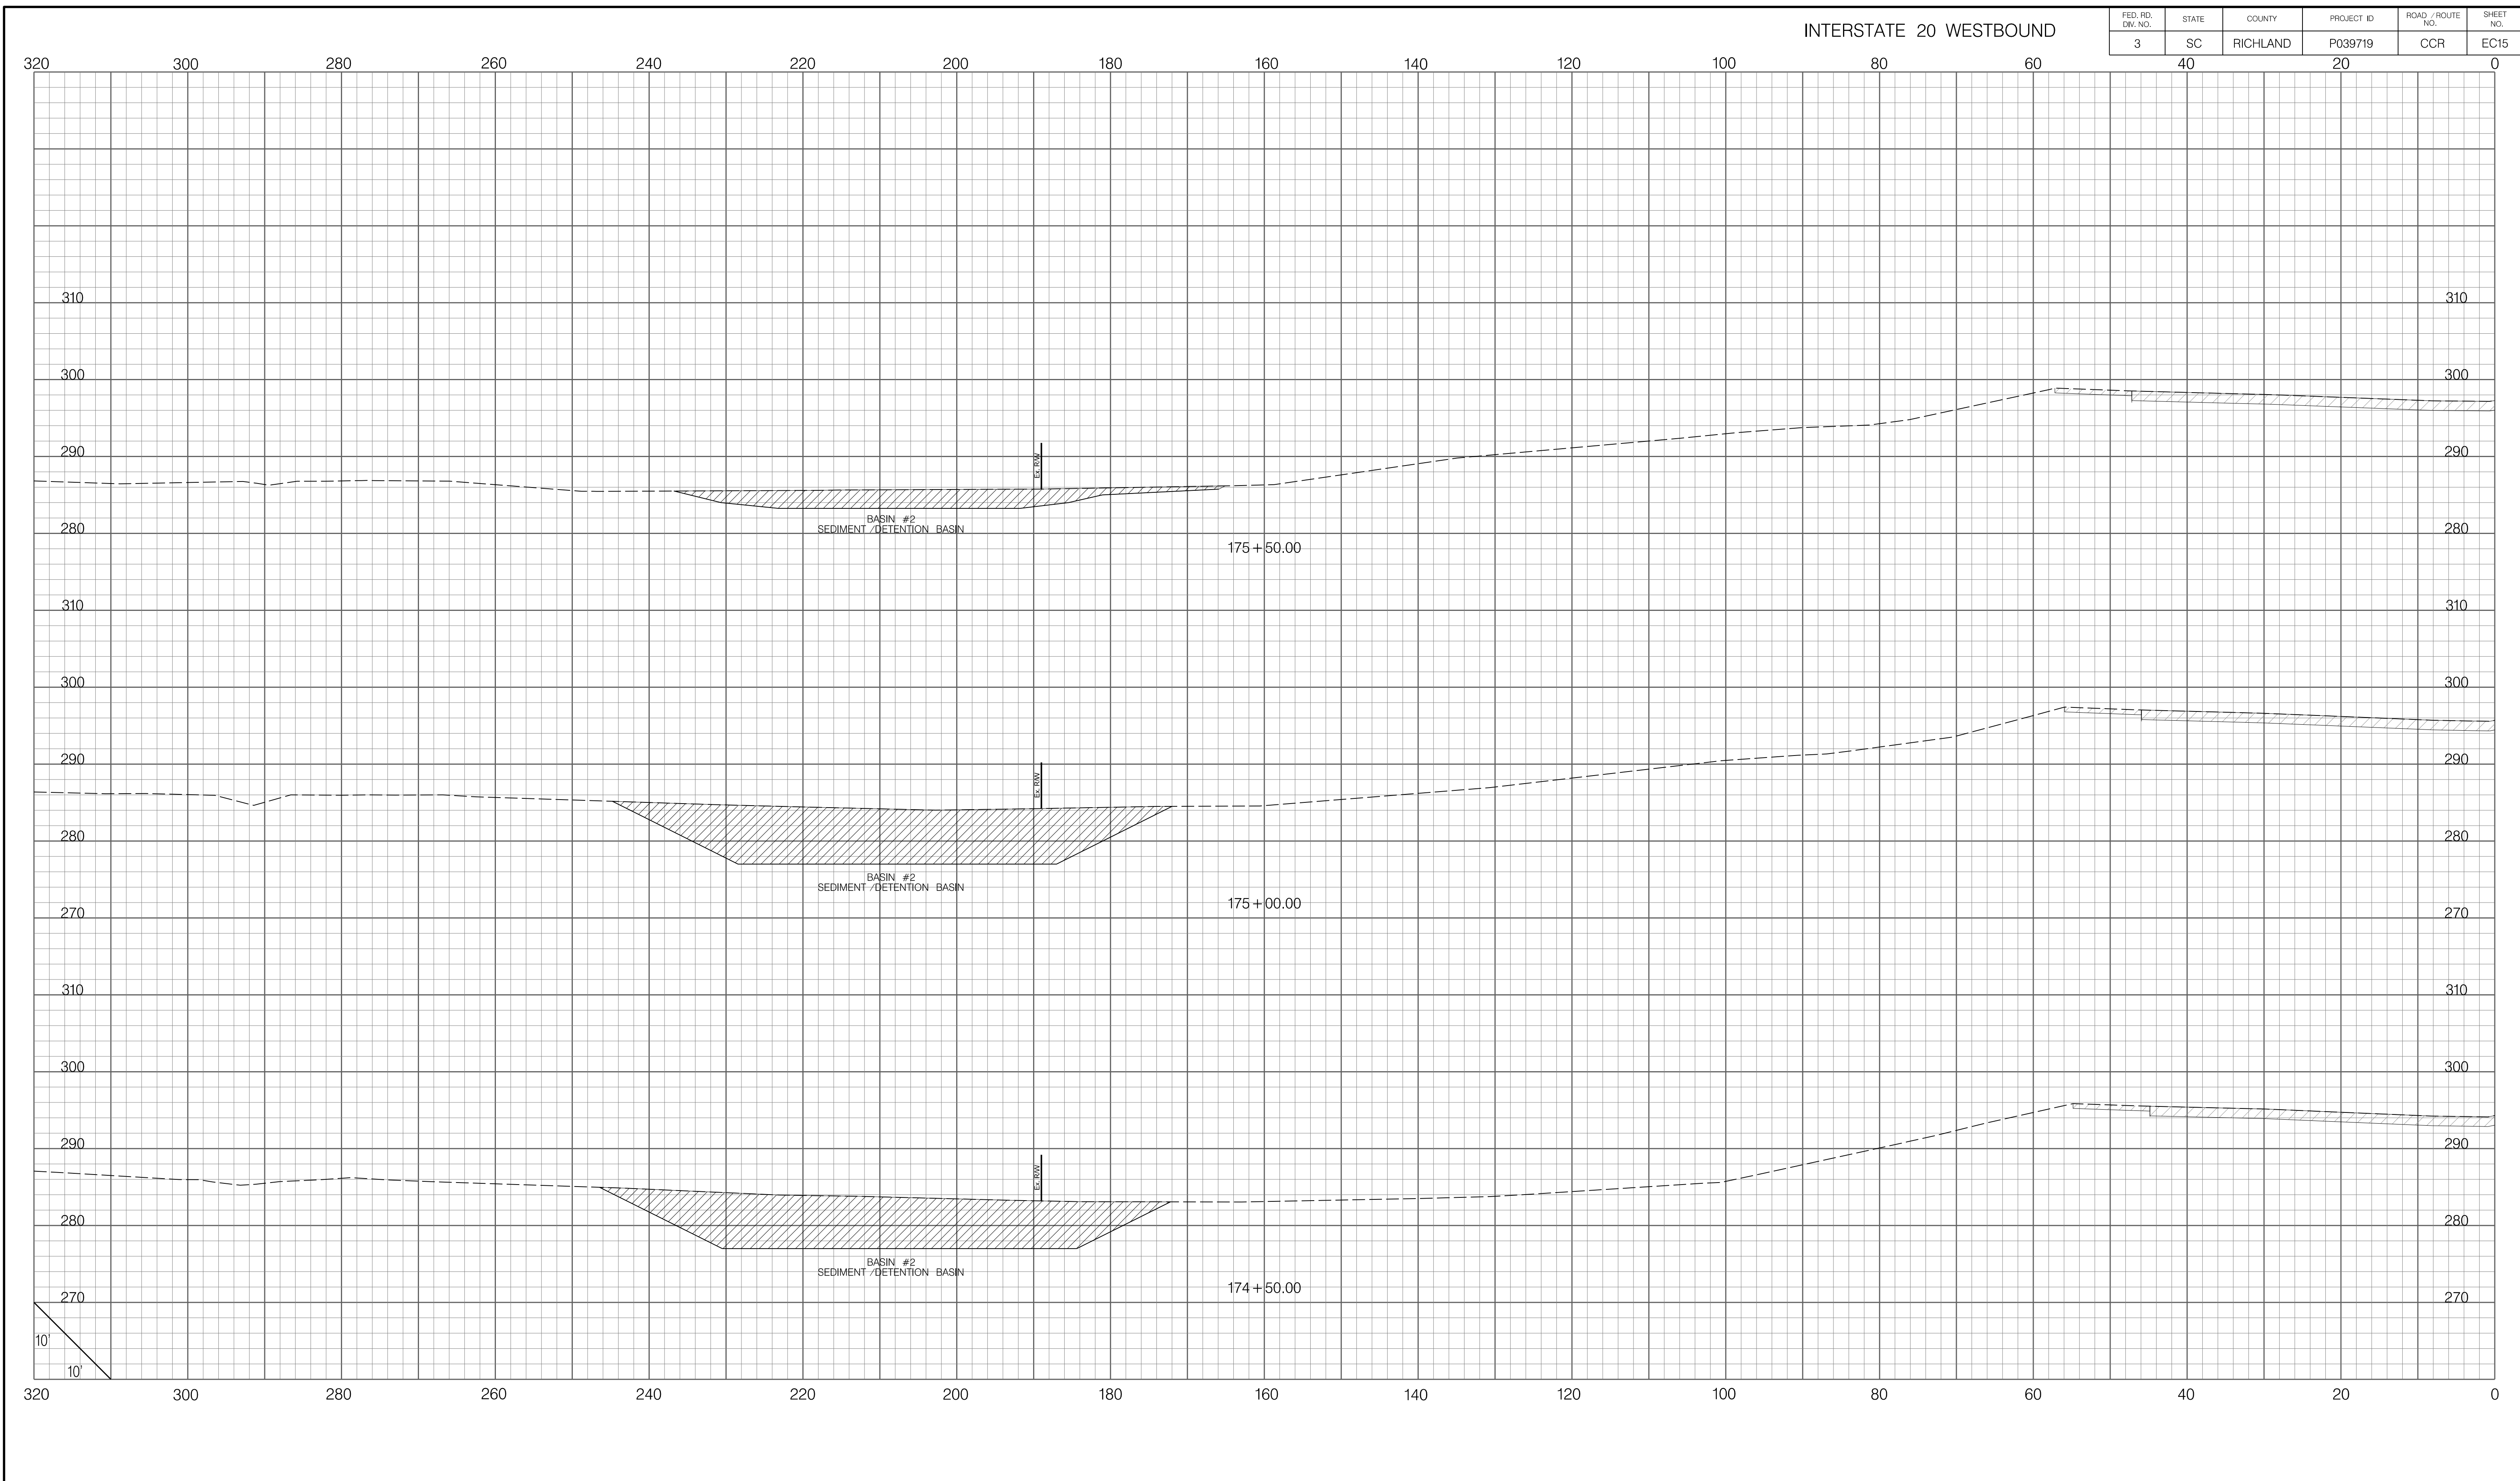 INTERSTATE 20 WESTBOUND
FED. RD. DIV. NO. STATE COUNTY PROJECT ID ROAD / ROUTE NO. SHEET NO.
3 SC RICHLAND P039719 CCR EC15
320 300 280 260 240 220 200 180 160 140 120 100 80 60 40 20 0
310 310
300 300
290 Ex. R/W 290
BASIN #2
SEDIMENT / DETENTION BASIN
280 280
175+50.00
310 310
300 300
290 Ex. R/W 290
280 280
BASIN #2
SEDIMENT / DETENTION BASIN
175+00.00
270 270
310 310
300 300
290 290
Ex. R/W
280 280
BASIN #2
SEDIMENT / DETENTION BASIN
174+50.00
270 270
10'
10'
320 300 280 260 240 220 200 180 160 140 120 100 80 60 40 20 0